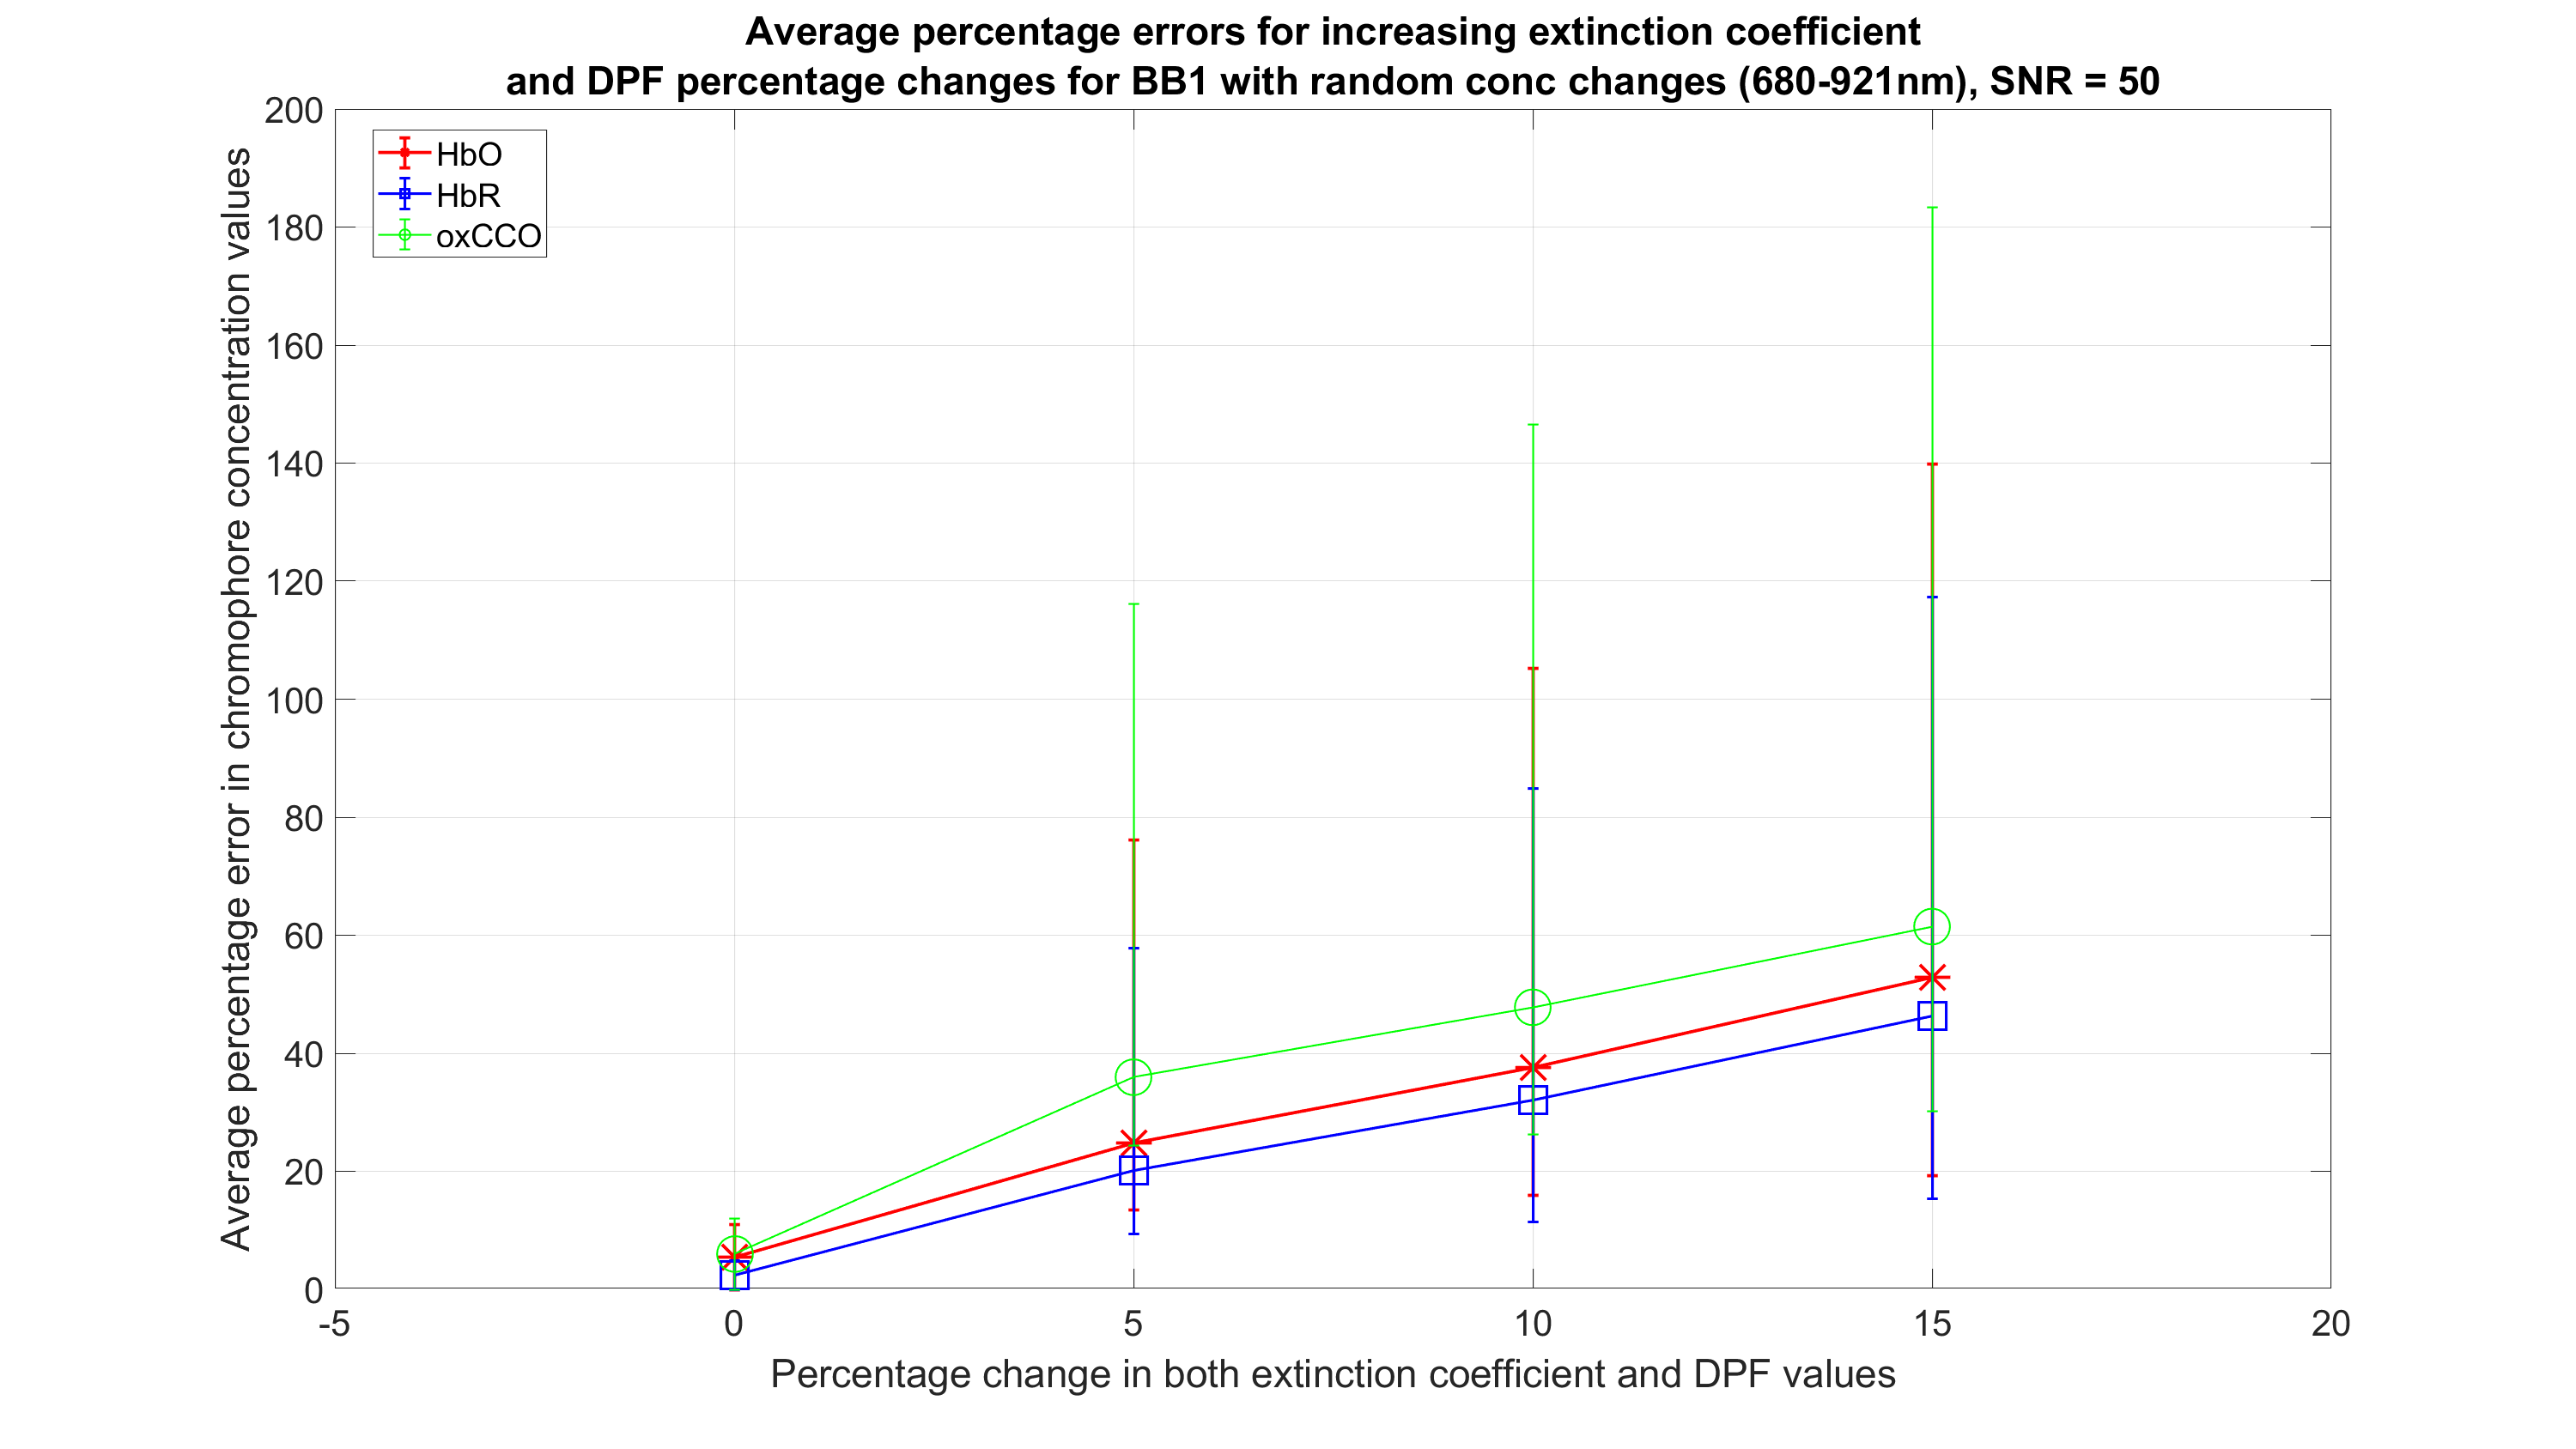 Average percentage errors for increasing extinction coefficient
and DPF percentage changes for BB1 with random conc changes (680-921nm), SNR = 50
HbO
HbR
oxCCO
Average percentage error in chromophore concentration values
200
180
160
140
120
100
80
60
40
20
0
-5
0
5
10
15
20
Percentage change in both extinction coefficient and DPF values